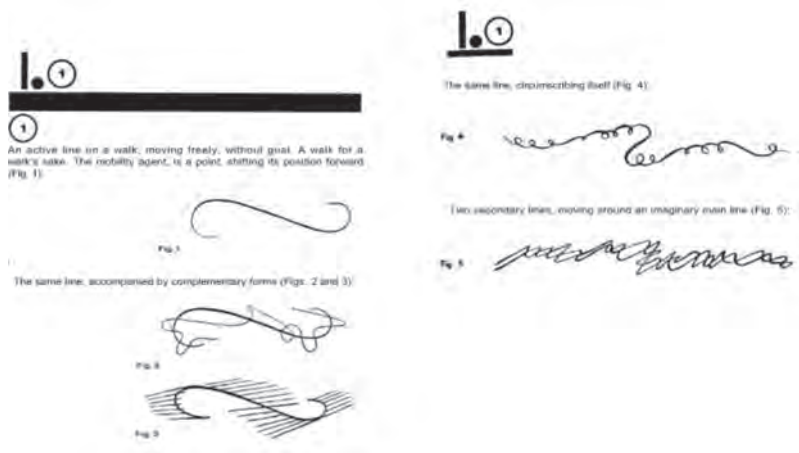 1
1
An active line on a walk, moving freely, without goal. A walk for a
walk's sake. The mobility agent, is a point, shifting its position forward
(Fig. 1):
Fig. 1
The same line, accompanied by complementary forms (Figs. 2 and 3):
Fig. 2
Fig. 3
1
The same line, circumscribing itself (Fig. 4):
Fig. 4
Two secondary lines, moving around an imaginary main line (Fig. 5):
Fig. 5